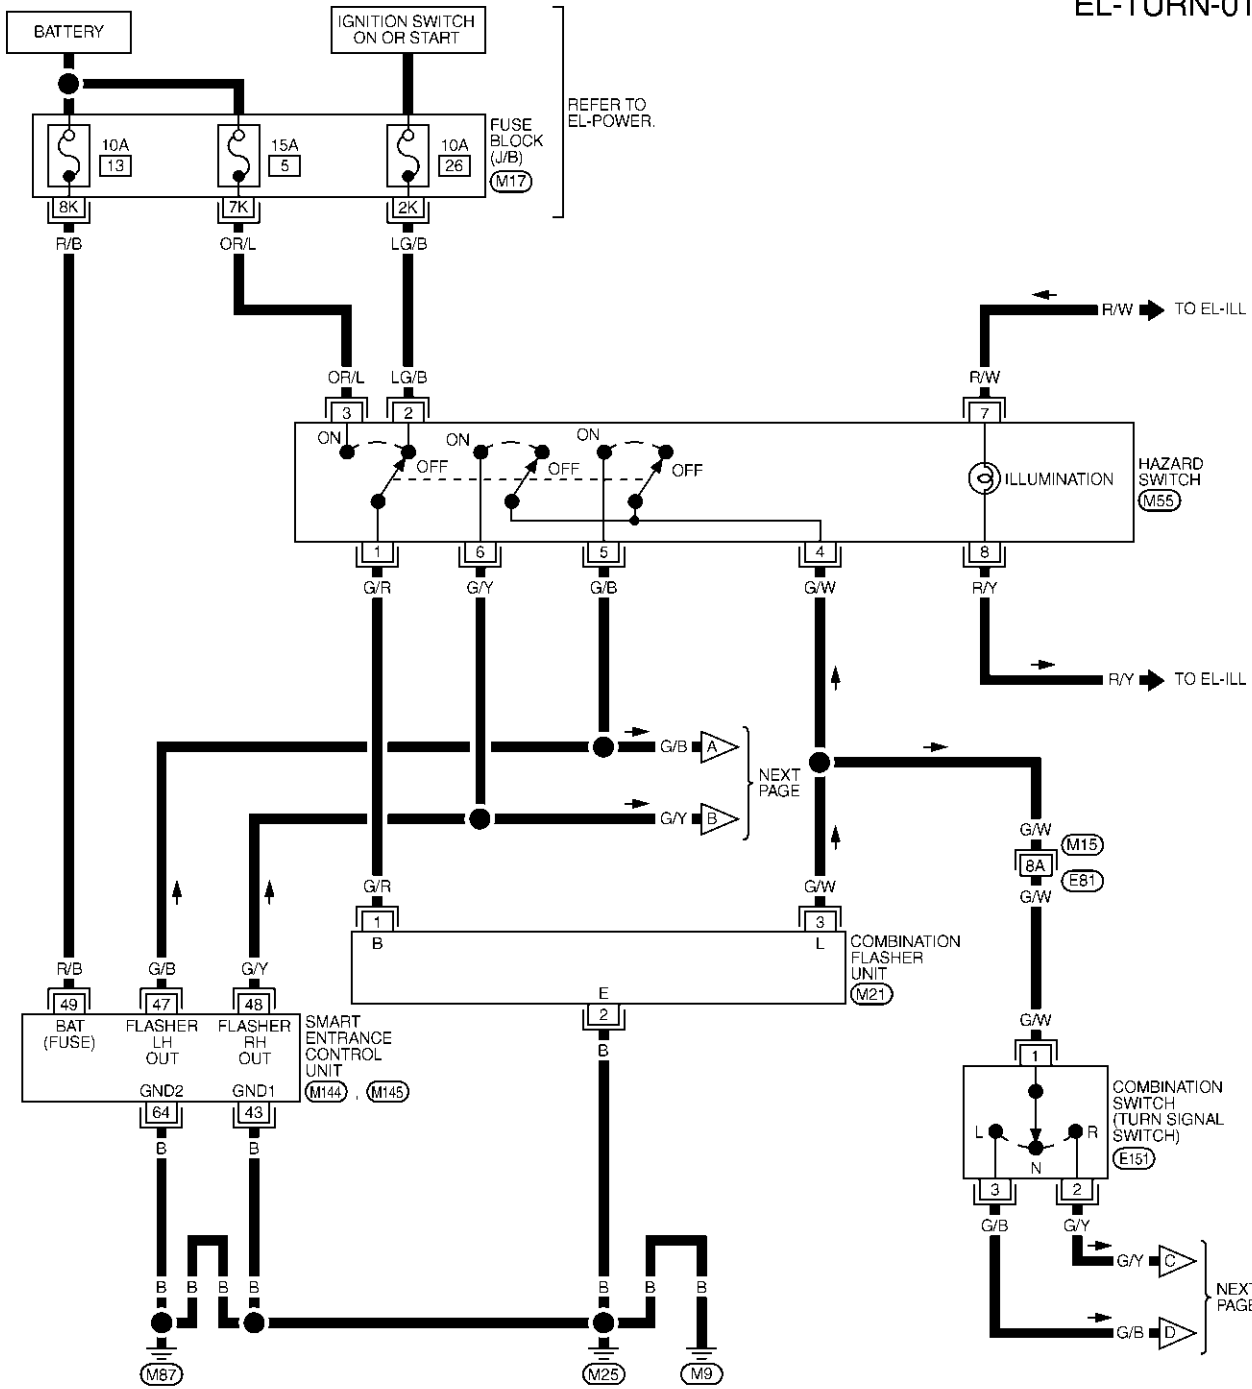 EL-TURN-01
BATTERY
IGNITION SWITCH
ON OR START
REFER TO
EL-POWER.
10A
13
15A
5
10A
26
FUSE
BLOCK
(J/B)
M17
8K
7K
2K
R/B
OR/L
LG/B
R/W
TO EL-ILL
OR/L
LG/B
R/W
3
2
7
ON
OFF
ON
OFF
ON
OFF
ILLUMINATION
HAZARD
SWITCH
M55
1
6
5
4
8
G/R
G/Y
G/B
G/W
R/Y
R/Y
TO EL-ILL
G/B
A
G/Y
B
NEXT
PAGE
G/W
M15
8A
E81
G/W
G/R
G/W
1
3
B
L
COMBINATION
FLASHER
UNIT
M21
E
2
B
R/B
G/B
G/Y
49
47
48
BAT
(FUSE)
FLASHER
LH
OUT
FLASHER
RH
OUT
SMART
ENTRANCE
CONTROL
UNIT
M144 , M145
GND2
GND1
64
43
B
B
G/W
1
L
R
N
COMBINATION
SWITCH
(TURN SIGNAL
SWITCH)
E151
3
2
G/B
G/Y
G/Y
C
G/B
D
NEXT
PAGE
B
B
B
B
B
B
B
M87
M25
M9